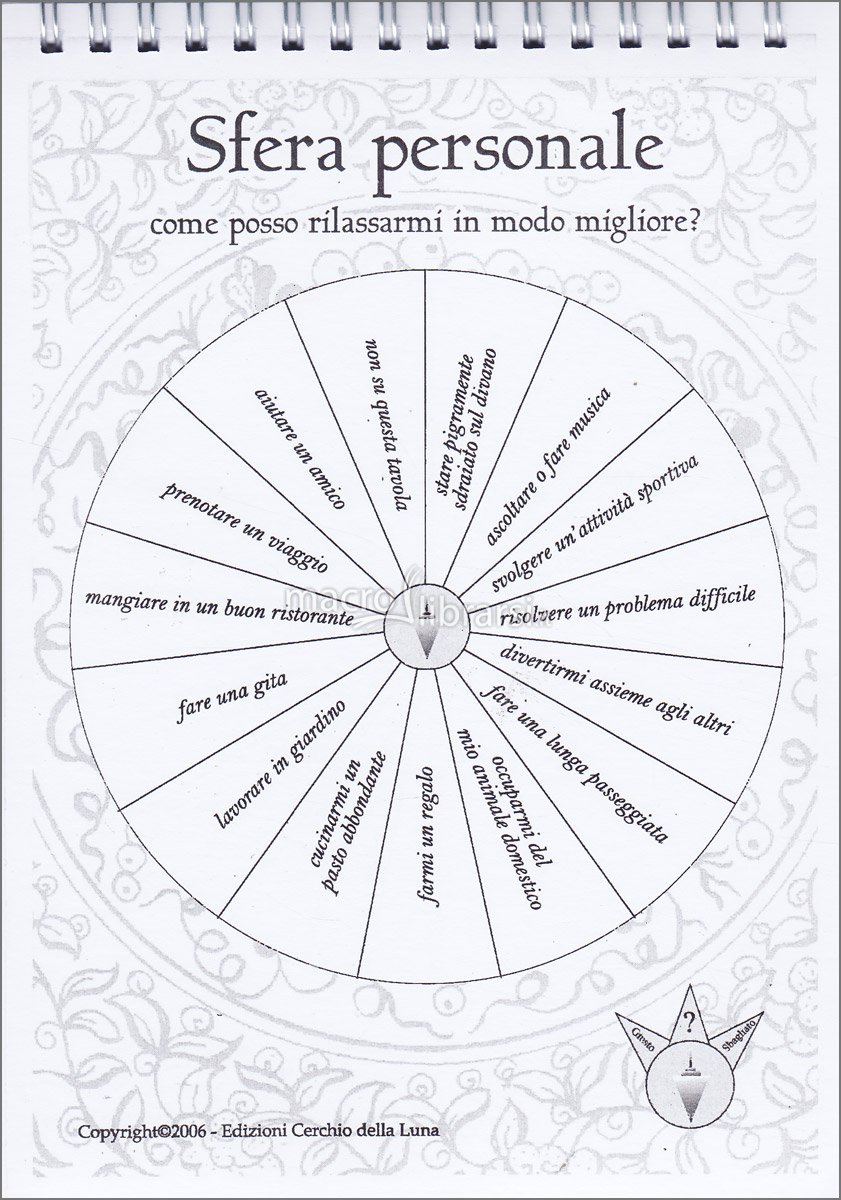 Sfera personale
come posso rilassarmi in modo migliore?
stare pigramente
sdraiato sul divano
ascoltare o fare musica
svolgere un'attività sportiva
risolvere un problema difficile
divertirmi assieme agli altri
fare una lunga passeggiata
occuparmi del
mio animale domestico
farmi un regalo
cucinarmi un
pasto abbondante
lavorare in giardino
fare una gita
mangiare in un buon ristorante
prenotare un viaggio
aiutare un amico
non su questa tavola
macrolibrarsi
Giusto
?
Sbagliato
Copyright©2006 - Edizioni Cerchio della Luna